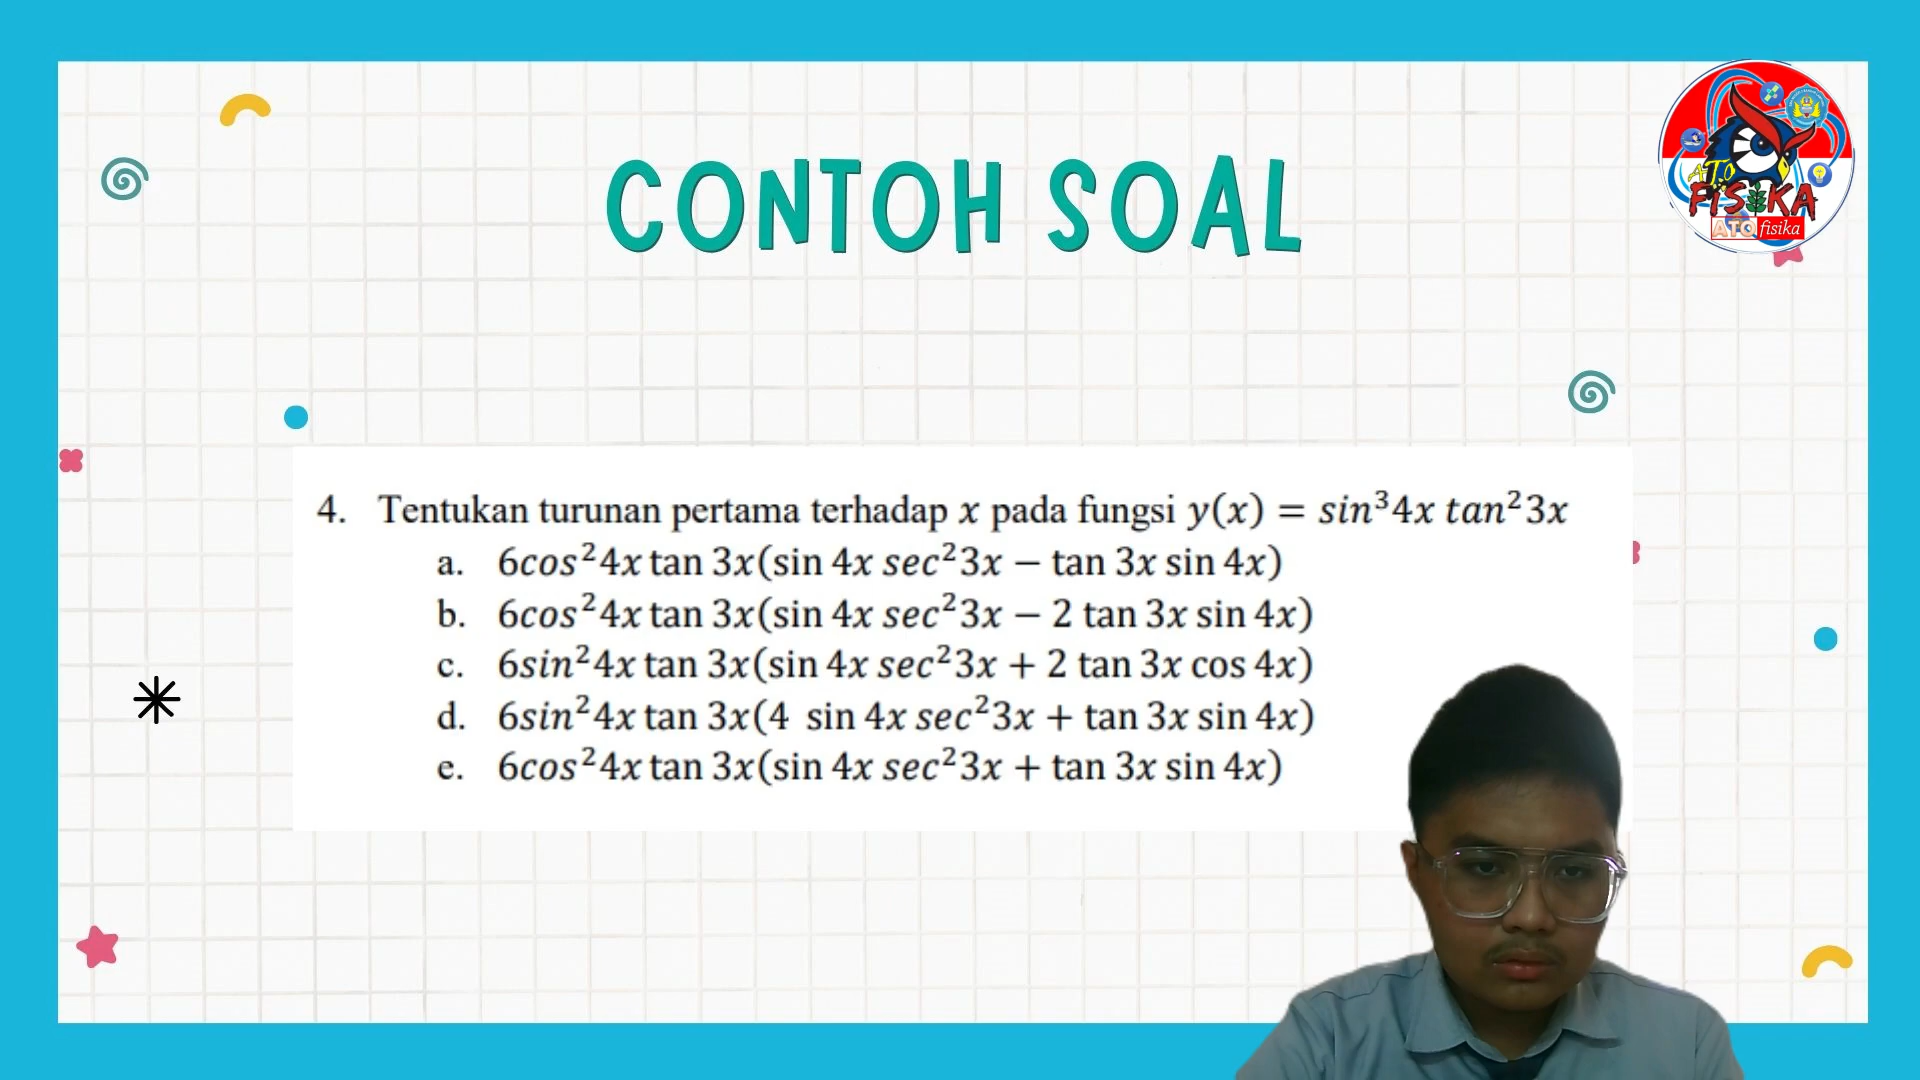 CONTOH SOAL
ATO
FISIKA
ATO fisika
4. Tentukan turunan pertama terhadap x pada fungsi y(x) = sin³4x tan²3x
a. 6cos²4x tan 3x(sin 4x sec²3x − tan 3x sin 4x)
b. 6cos²4x tan 3x(sin 4x sec²3x − 2 tan 3x sin 4x)
c. 6sin²4x tan 3x(sin 4x sec²3x + 2 tan 3x cos 4x)
d. 6sin²4x tan 3x(4 sin 4x sec²3x + tan 3x sin 4x)
e. 6cos²4x tan 3x(sin 4x sec²3x + tan 3x sin 4x)